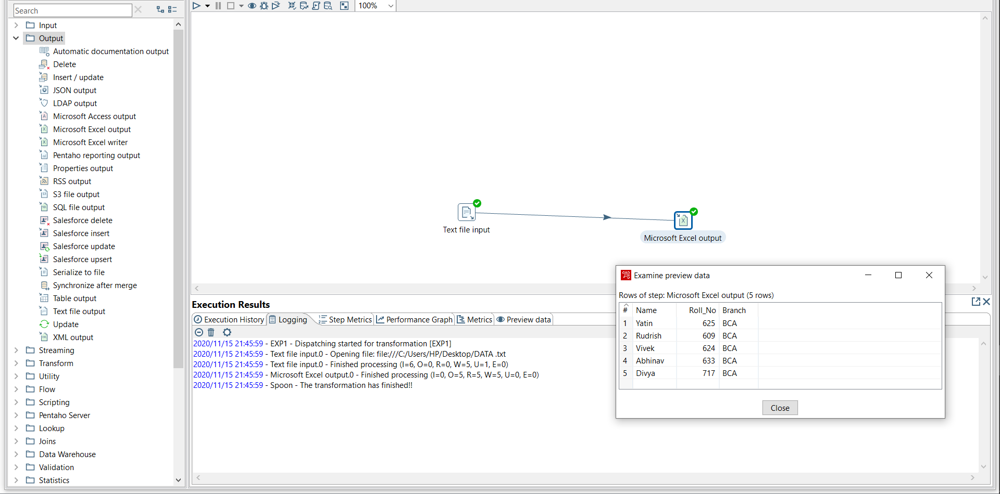 Search
100%
Input
Output
Automatic documentation output
Delete
Insert / update
JSON output
LDAP output
Microsoft Access output
Microsoft Excel output
Microsoft Excel writer
Pentaho reporting output
Properties output
RSS output
S3 file output
SQL file output
Salesforce delete
Salesforce insert
Salesforce update
Salesforce upsert
Serialize to file
Synchronize after merge
Table output
Text file output
Update
XML output
Streaming
Transform
Utility
Flow
Scripting
Pentaho Server
Lookup
Joins
Data Warehouse
Validation
Statistics
Text file input
Microsoft Excel output
Execution Results
Execution History Logging Step Metrics Performance Graph Metrics Preview data
2020/11/15 21:45:59 - EXP1 - Dispatching started for transformation [EXP1]
2020/11/15 21:45:59 - Text file input.0 - Opening file: file:///C:/Users/HP/Desktop/DATA .txt
2020/11/15 21:45:59 - Text file input.0 - Finished processing (I=6, O=0, R=0, W=5, U=1, E=0)
2020/11/15 21:45:59 - Microsoft Excel output.0 - Finished processing (I=0, O=5, R=5, W=5, U=0, E=0)
2020/11/15 21:45:59 - Spoon - The transformation has finished!!
Examine preview data
Rows of step: Microsoft Excel output (5 rows)
# Name Roll_No Branch
1 Yatin 625 BCA
2 Rudrish 609 BCA
3 Vivek 624 BCA
4 Abhinav 633 BCA
5 Divya 717 BCA
Close